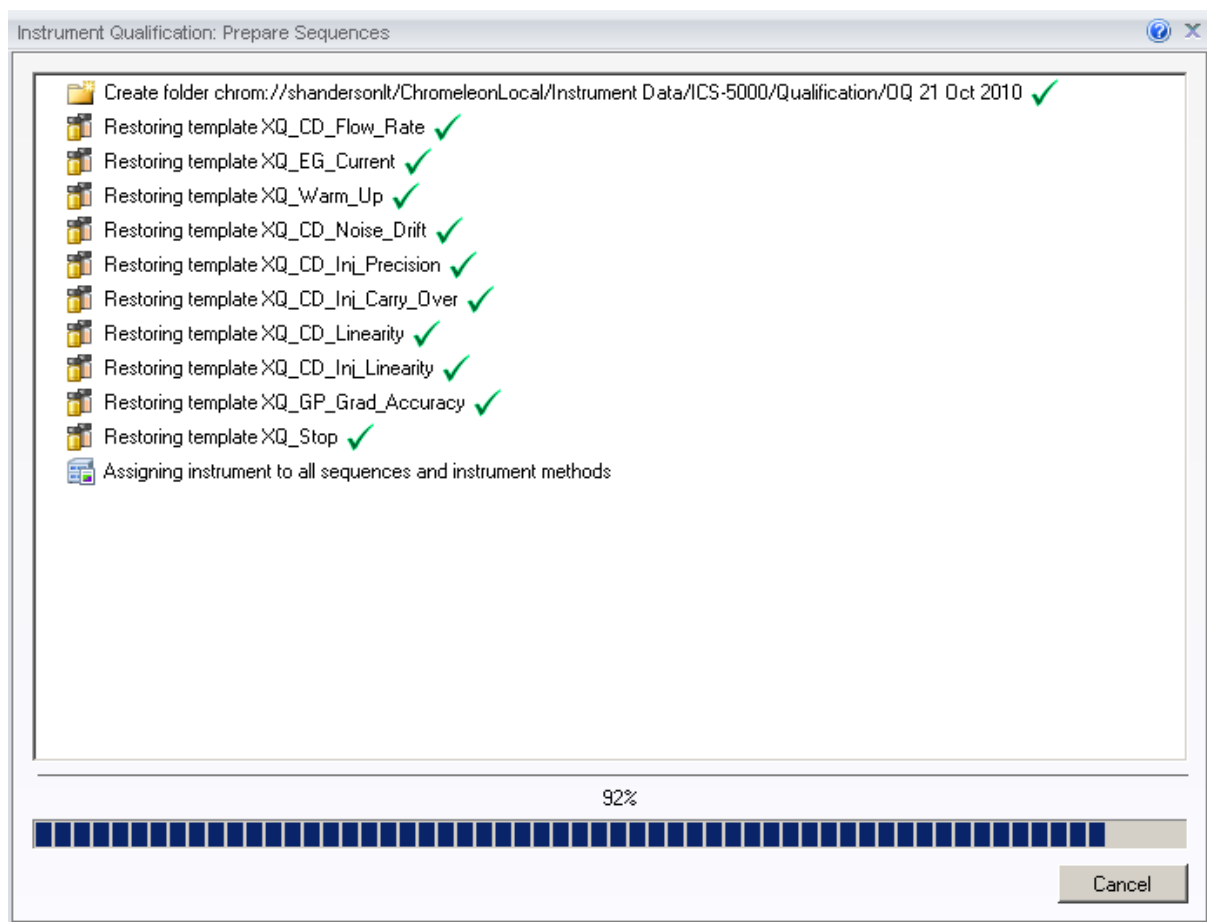 Instrument Qualification: Prepare Sequences
Create folder chrom://shandersonlt/ChromeleonLocal/Instrument Data/ICS-5000/Qualification/OQ 21 Oct 2010
Restoring template XQ_CD_Flow_Rate
Restoring template XQ_EG_Current
Restoring template XQ_Warm_Up
Restoring template XQ_CD_Noise_Drift
Restoring template XQ_CD_Inj_Precision
Restoring template XQ_CD_Inj_Carry_Over
Restoring template XQ_CD_Linearity
Restoring template XQ_CD_Inj_Linearity
Restoring template XQ_GP_Grad_Accuracy
Restoring template XQ_Stop
Assigning instrument to all sequences and instrument methods
92%
Cancel